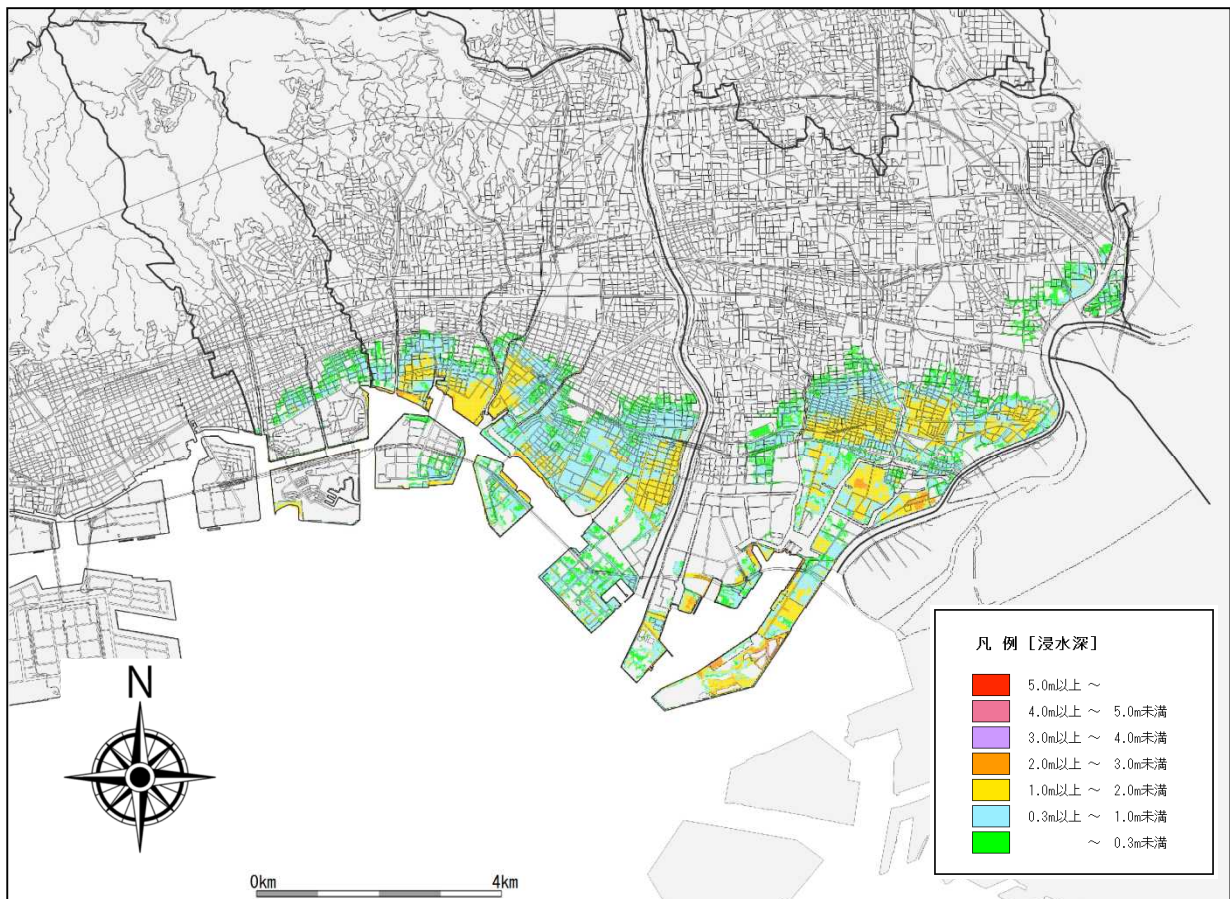 凡 例 [浸水深]
5.0m以上 ～
4.0m以上 ～ 5.0m未満
3.0m以上 ～ 4.0m未満
2.0m以上 ～ 3.0m未満
1.0m以上 ～ 2.0m未満
0.3m以上 ～ 1.0m未満
～ 0.3m未満
N
0km 4km